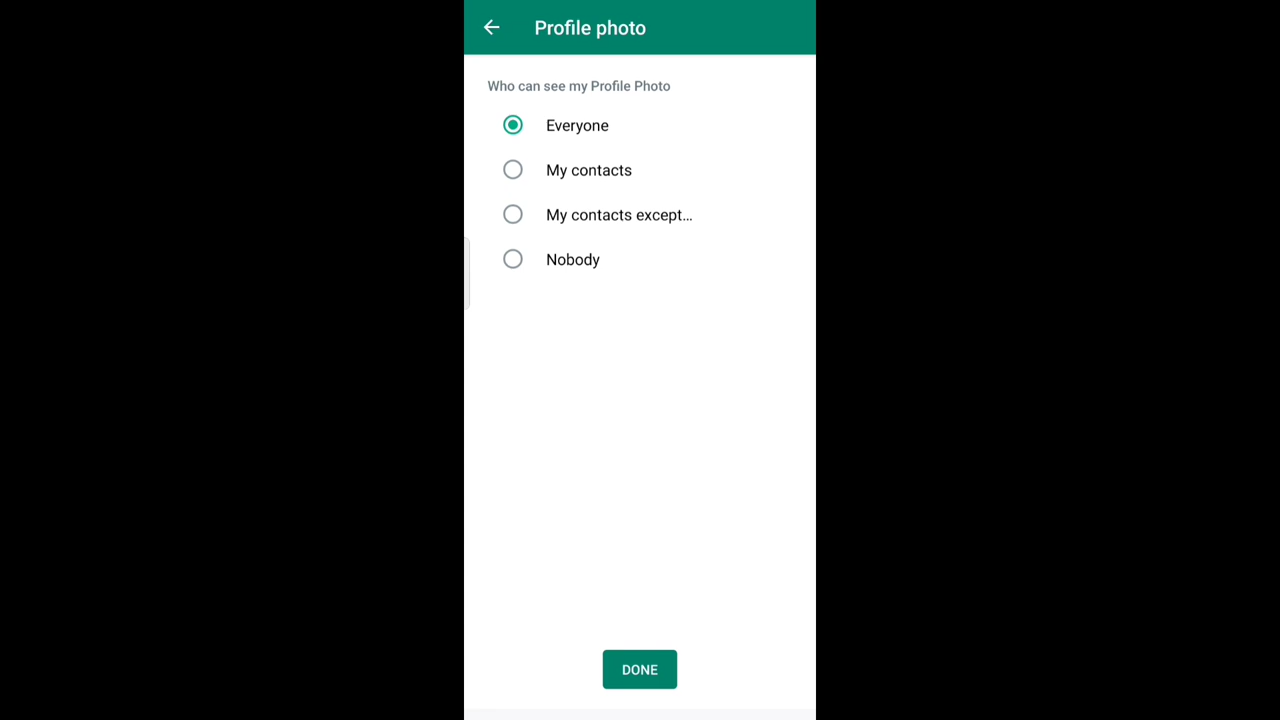 Profile photo
Who can see my Profile Photo
Everyone
My contacts
My contacts except...
Nobody
DONE